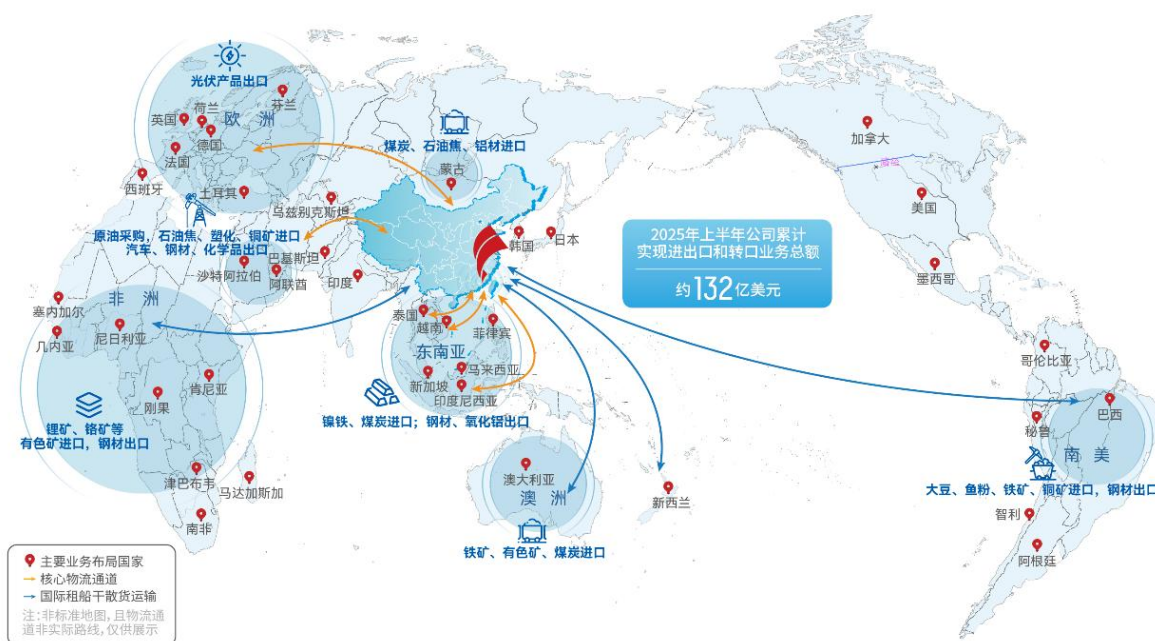 光伏产品出口
英国
荷兰
芬兰
欧 洲
德国
法国
西班牙
土耳其
乌兹别克斯坦
煤炭、石油焦、铝材进口
蒙古
原油采购，石油焦、塑化、铜矿进口
汽车、钢材、化学品出口
沙特阿拉伯
巴基斯坦
阿联酋
印度
韩国
日本
2025年上半年公司累计
实现进出口和转口业务总额
约132亿美元
加拿大
美国
墨西哥
非 洲
塞内加尔
几内亚
尼日利亚
肯尼亚
刚果
锂矿、铬矿等
有色矿进口，钢材出口
津巴布韦
马达加斯加
南非
泰国
越南
菲律宾
东南亚
马来西亚
新加坡
印度尼西亚
镍铁、煤炭进口；钢材、氧化铝出口
澳大利亚
澳 洲
铁矿、有色矿、煤炭进口
新西兰
哥伦比亚
巴西
秘鲁
南 美
大豆、鱼粉、铁矿、铜矿进口，钢材出口
智利
阿根廷
主要业务布局国家
核心物流通道
国际租船干散货运输
注：非标准地图，且物流通
道非实际路线，仅供展示